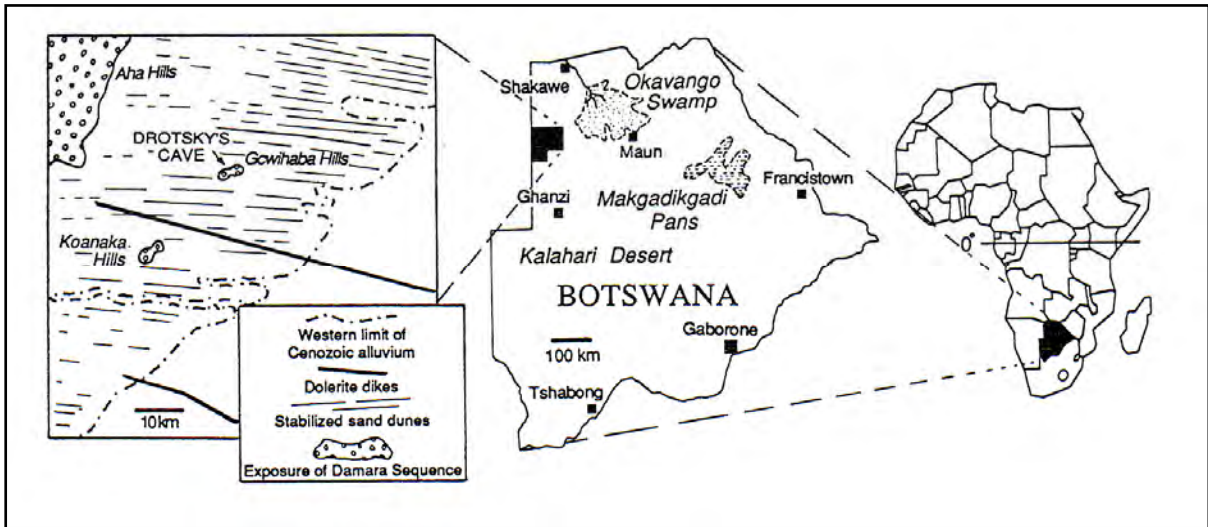 Aha Hills
DROTSKY'S
CAVE
Gcwihaba Hills
Koanaka
Hills
10km
Western limit of
Cenozoic alluvium
Dolerite dikes
Stabilized sand dunes
Exposure of Damara Sequence
Shakawe
Okavango
Swamp
Maun
Ghanzi
Makgadikgadi
Pans
Francistown
Kalahari Desert
BOTSWANA
100 km
Gaborone
Tshabong